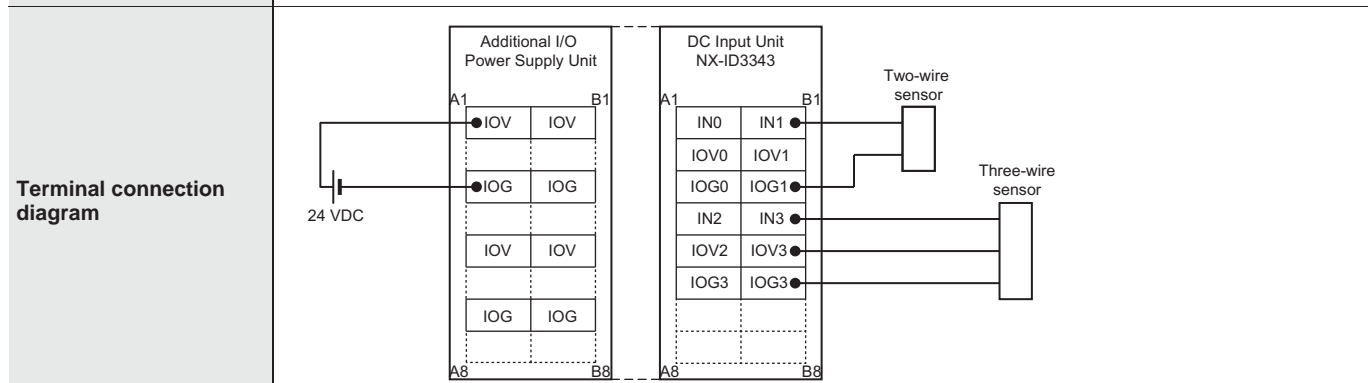 Terminal connection
diagram
Additional I/O
Power Supply Unit
A1 B1
IOV IOV
IOG IOG
IOV IOV
IOG IOG
A8 B8
24 VDC
DC Input Unit
NX-ID3343
A1 B1
IN0 IN1
IOV0 IOV1
IOG0 IOG1
IN2 IN3
IOV2 IOV3
IOG3 IOG3
A8 B8
Two-wire
sensor
Three-wire
sensor